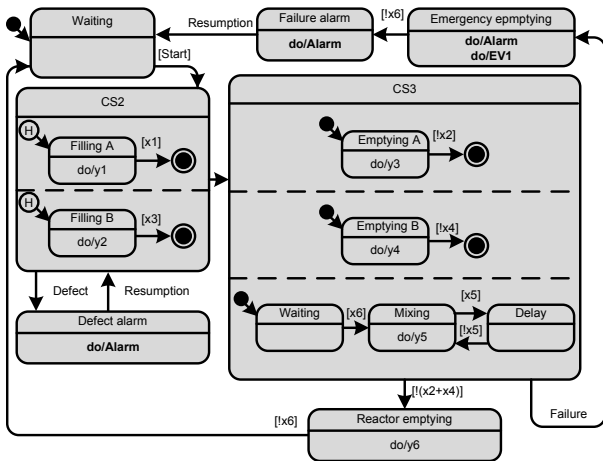 Waiting
Resumption
Failure alarm
do/Alarm
[!x6]
Emergency epmptying
do/Alarm
do/EV1
[Start]
CS2
CS3
H
Filling A
do/y1
[x1]
Emptying A
do/y3
[!x2]
H
Filling B
do/y2
[x3]
Emptying B
do/y4
[!x4]
Defect
Resumption
Waiting
[x6]
Mixing
do/y5
[x5]
[!x5]
Delay
Defect alarm
do/Alarm
[!(x2+x4)]
[!x6]
Reactor emptying
do/y6
Failure